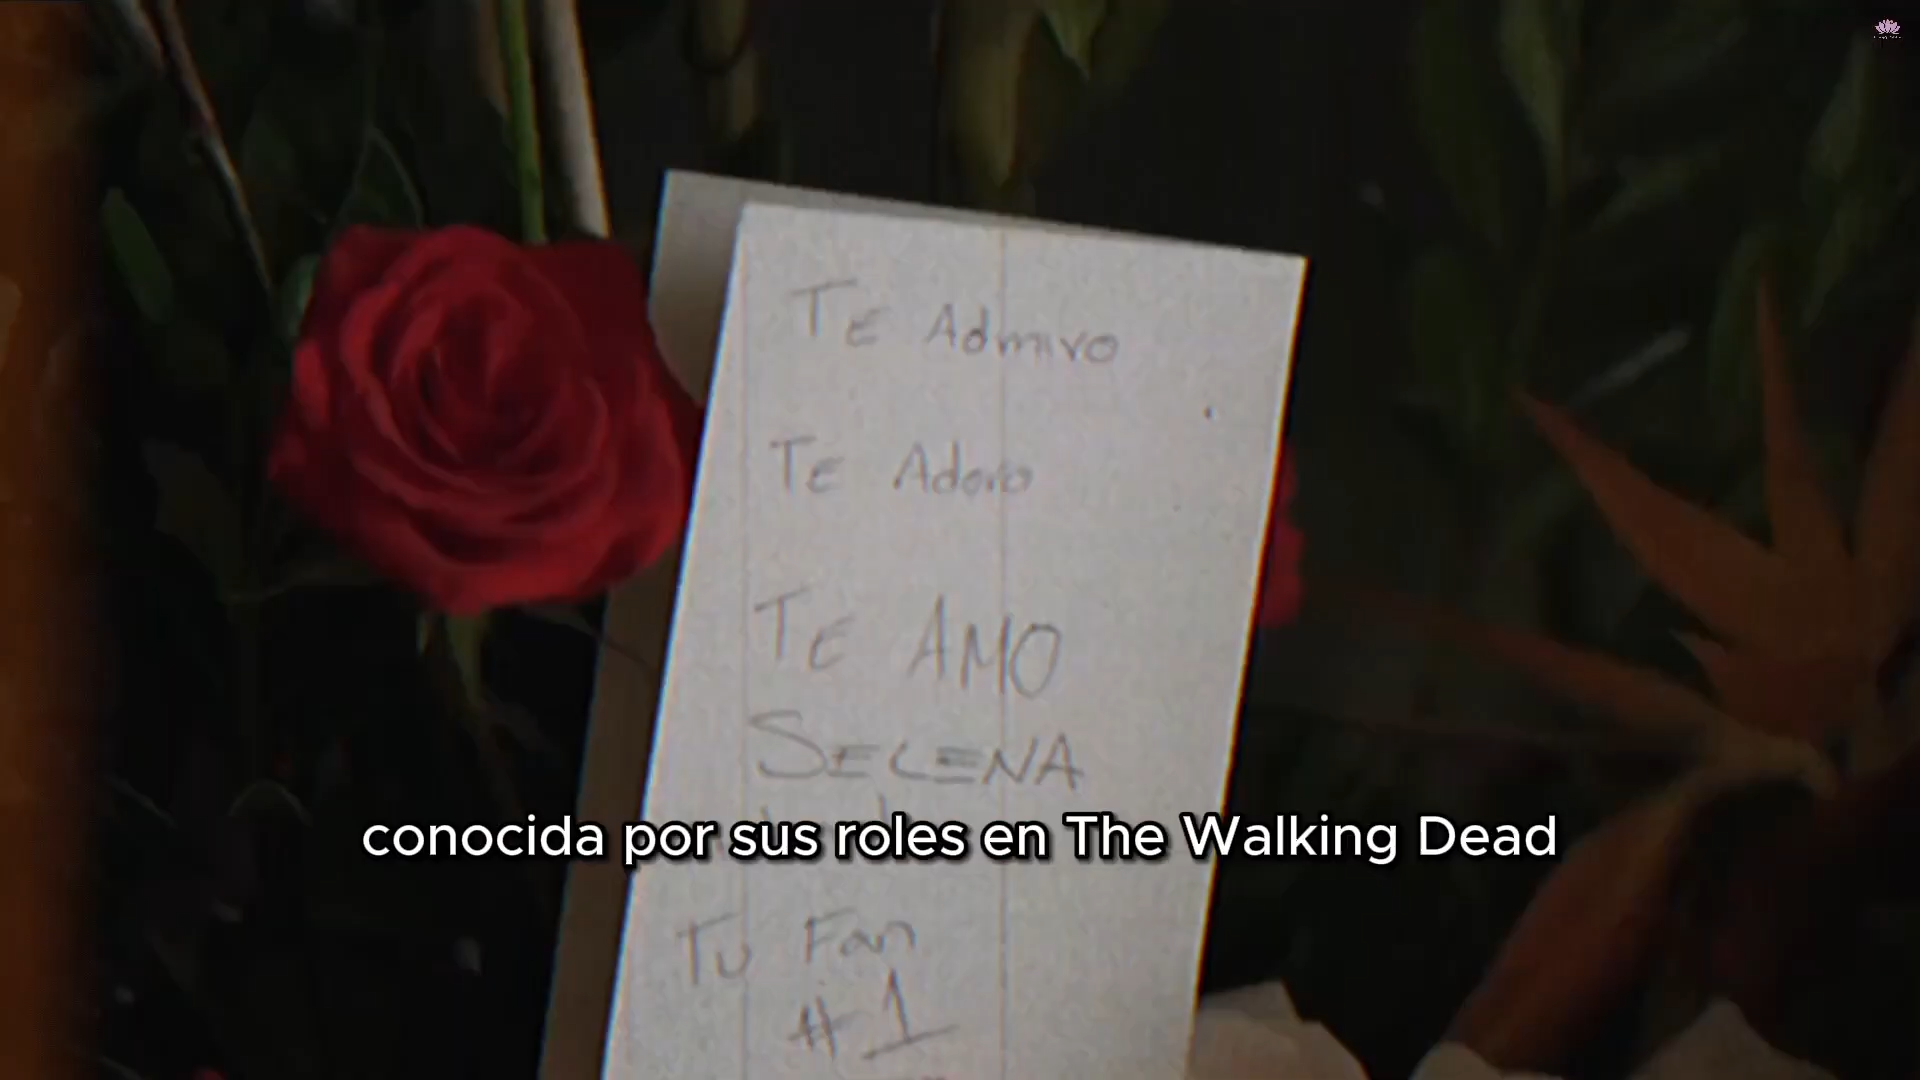 Te Admiro
Te Adoro
Te AMO
SELENA
conocida por sus roles en The Walking Dead
Tu Fan
#1